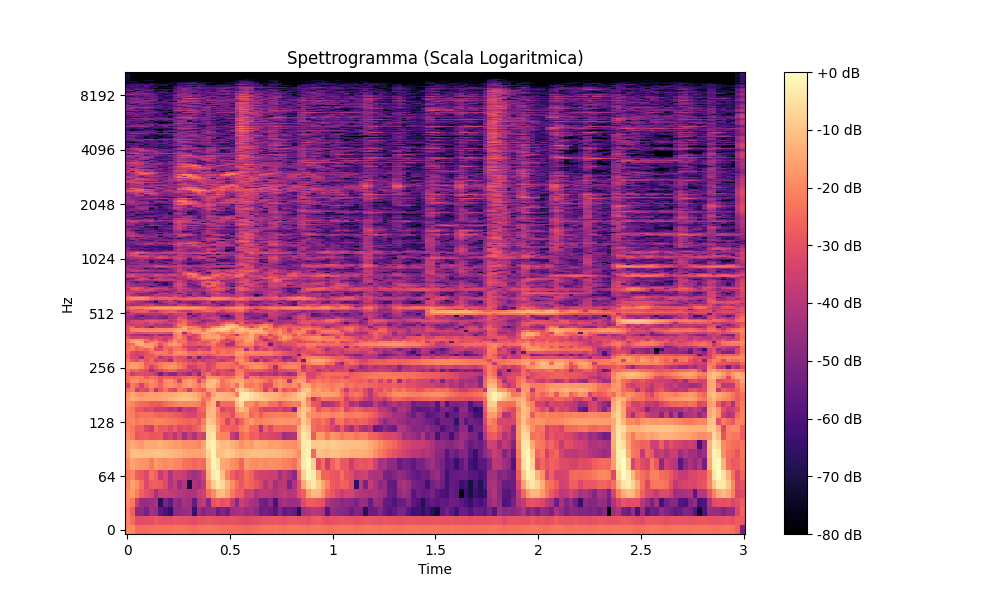 Spettrogramma (Scala Logaritmica)
Hz
8192
4096
2048
1024
512
256
128
64
0
0 0.5 1 1.5 2 2.5 3
Time
+0 dB
-10 dB
-20 dB
-30 dB
-40 dB
-50 dB
-60 dB
-70 dB
-80 dB